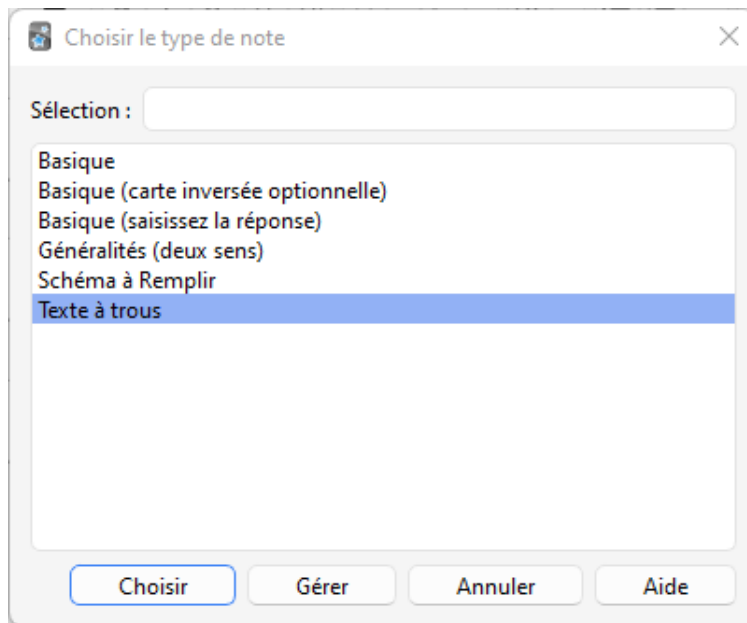 Choisir le type de note
Sélection :
Basique
Basique (carte inversée optionnelle)
Basique (saisissez la réponse)
Généralités (deux sens)
Schéma à Remplir
Texte à trous
Choisir Gérer Annuler Aide